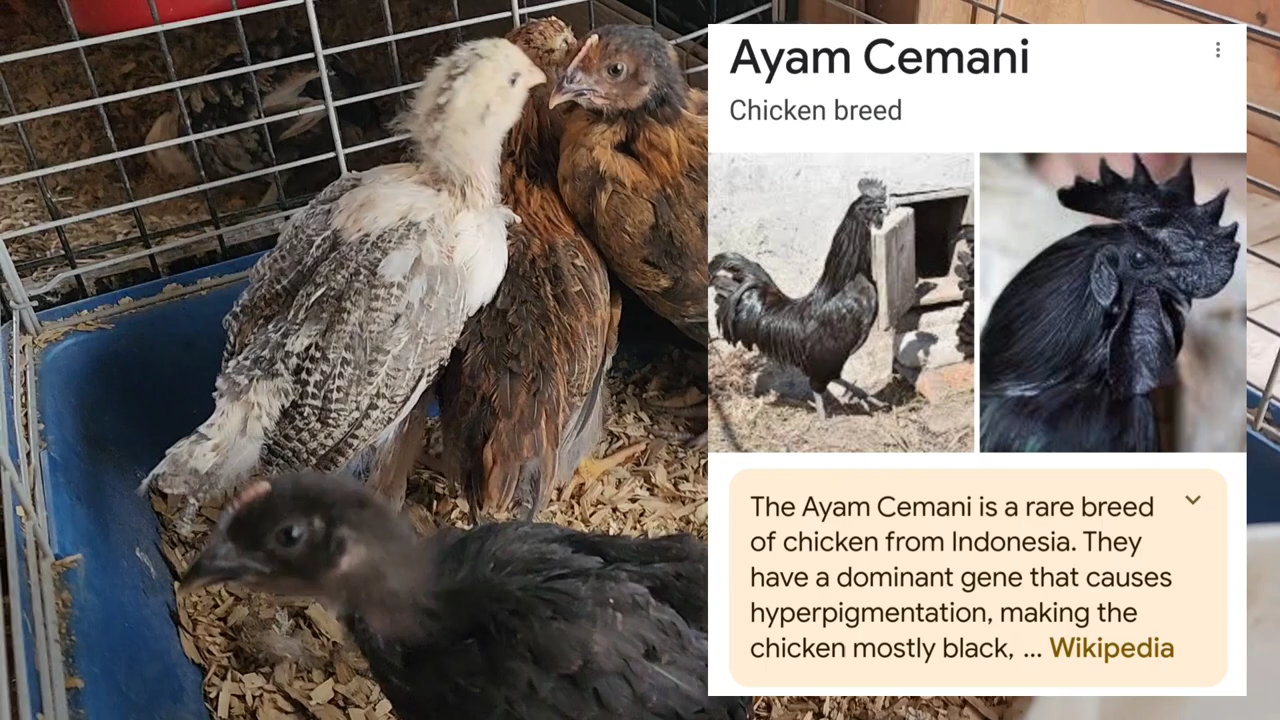 Ayam Cemani
Chicken breed
The Ayam Cemani is a rare breed
of chicken from Indonesia. They
have a dominant gene that causes
hyperpigmentation, making the
chicken mostly black, ... Wikipedia